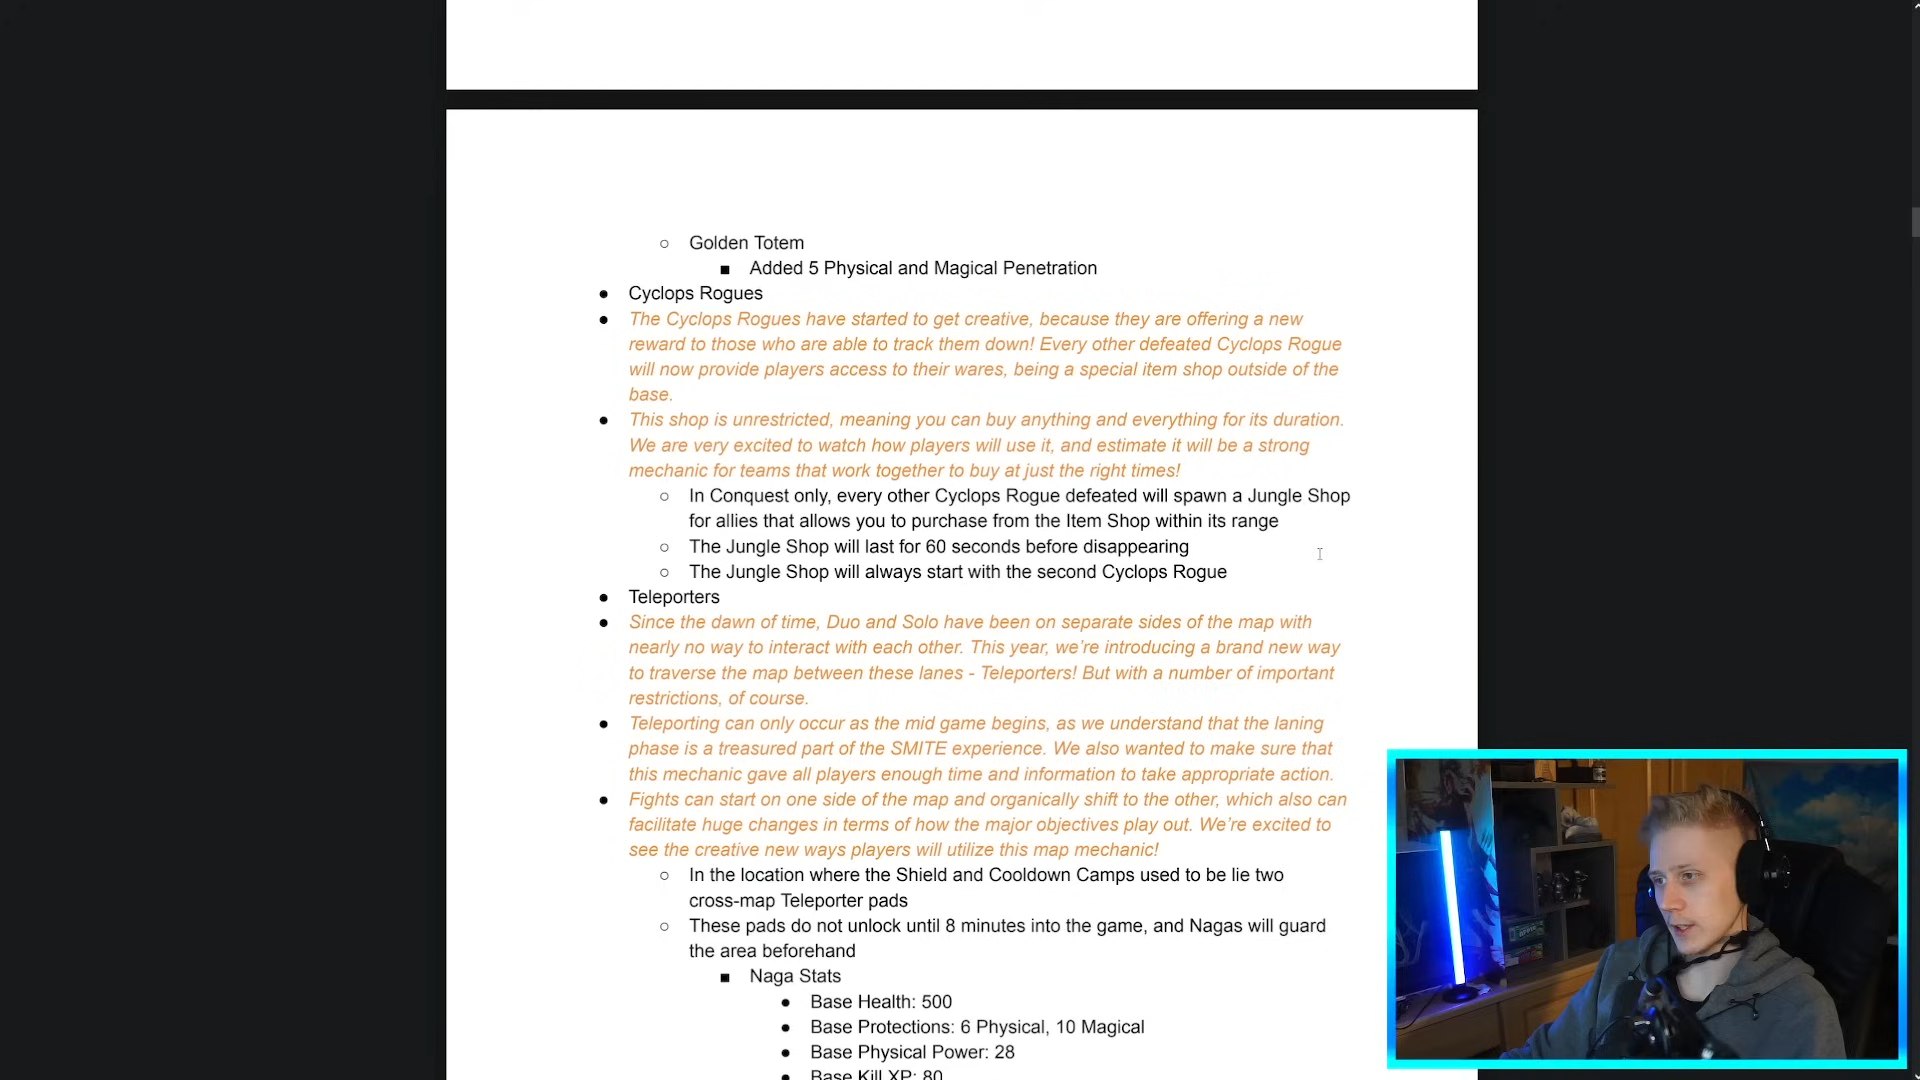 Golden Totem
Added 5 Physical and Magical Penetration
Cyclops Rogues
The Cyclops Rogues have started to get creative, because they are offering a new
reward to those who are able to track them down! Every other defeated Cyclops Rogue
will now provide players access to their wares, being a special item shop outside of the
base.
This shop is unrestricted, meaning you can buy anything and everything for its duration.
We are very excited to watch how players will use it, and estimate it will be a strong
mechanic for teams that work together to buy at just the right times!
In Conquest only, every other Cyclops Rogue defeated will spawn a Jungle Shop
for allies that allows you to purchase from the Item Shop within its range
The Jungle Shop will last for 60 seconds before disappearing
The Jungle Shop will always start with the second Cyclops Rogue
Teleporters
Since the dawn of time, Duo and Solo have been on separate sides of the map with
nearly no way to interact with each other. This year, we’re introducing a brand new way
to traverse the map between these lanes - Teleporters! But with a number of important
restrictions, of course.
Teleporting can only occur as the mid game begins, as we understand that the laning
phase is a treasured part of the SMITE experience. We also wanted to make sure that
this mechanic gave all players enough time and information to take appropriate action.
Fights can start on one side of the map and organically shift to the other, which also can
facilitate huge changes in terms of how the major objectives play out. We’re excited to
see the creative new ways players will utilize this map mechanic!
In the location where the Shield and Cooldown Camps used to be lie two
cross-map Teleporter pads
These pads do not unlock until 8 minutes into the game, and Nagas will guard
the area beforehand
Naga Stats
Base Health: 500
Base Protections: 6 Physical, 10 Magical
Base Physical Power: 28
Base Kill XP: 80